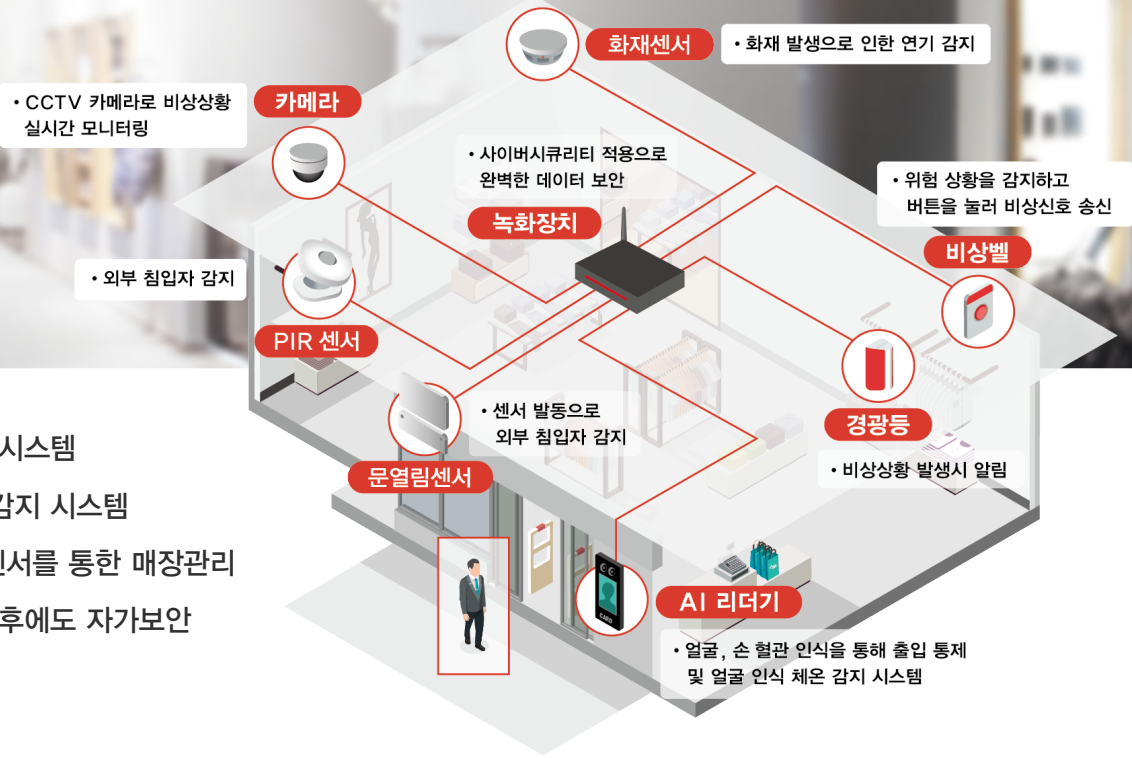 화재센서
• 화재 발생으로 인한 연기 감지
카메라
• CCTV 카메라로 비상상황
실시간 모니터링
• 사이버시큐리티 적용으로
완벽한 데이터 보안
녹화장치
• 위험 상황을 감지하고
버튼을 눌러 비상신호 송신
비상벨
• 외부 침입자 감지
PIR 센서
• 센서 발동으로
외부 침입자 감지
문열림센서
경광등
• 비상상황 발생시 알림
시스템
감지 시스템
를 통한 매장관리
후에도 자가보안
CARD
AI 리더기
• 얼굴, 손 혈관 인식을 통해 출입 통제
및 얼굴 인식 체온 감지 시스템